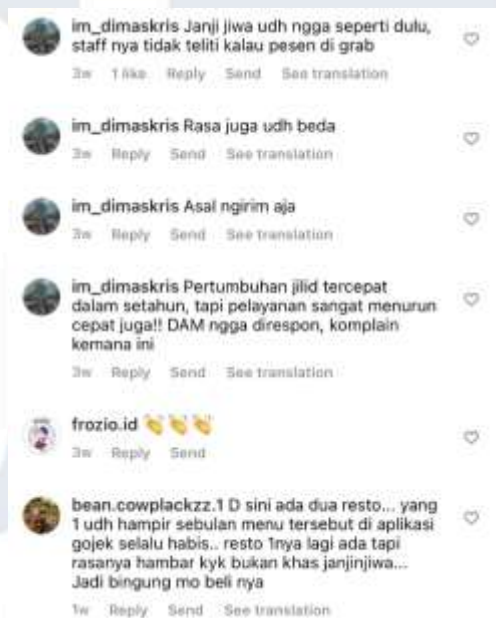 im_dimaskris Janji jiwa udh ngga seperti dulu,
staff nya tidak teliti kalau pesen di grab
3w 1 like Reply Send See translation
im_dimaskris Rasa juga udh beda
3w Reply Send See translation
im_dimaskris Asal ngirim aja
3w Reply Send See translation
im_dimaskris Pertumbuhan jilid tercepat
dalam setahun, tapi pelayanan sangat menurun
cepat juga!! DAM ngga direspon, komplain
kemana ini
3w Reply Send See translation
frozio.id 👏👏👏
3w Reply Send
bean.cowplackzz.1 D sini ada dua resto... yang
1 udh hampir sebulan menu tersebut di aplikasi
gojek selalu habis.. resto 1nya lagi ada tapi
rasanya hambar kyk bukan khas janjinjiwa...
Jadi bingung mo beli nya
1w Reply Send See translation